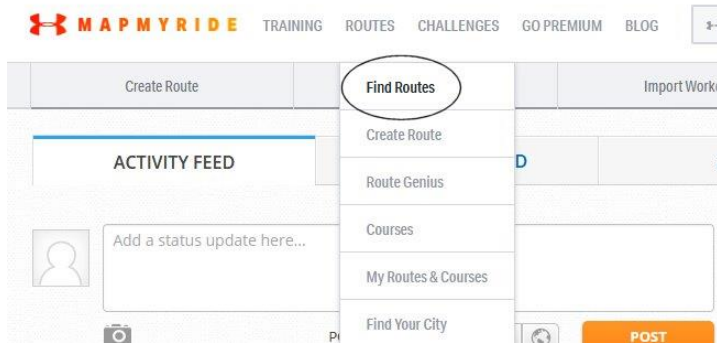 MAPMYRIDE TRAINING ROUTES CHALLENGES GO PREMIUM BLOG
Create Route Find Routes Import
Create Route
ACTIVITY FEED
Route Genius
Add a status update here... Courses
My Routes & Courses
Find Your City
POST